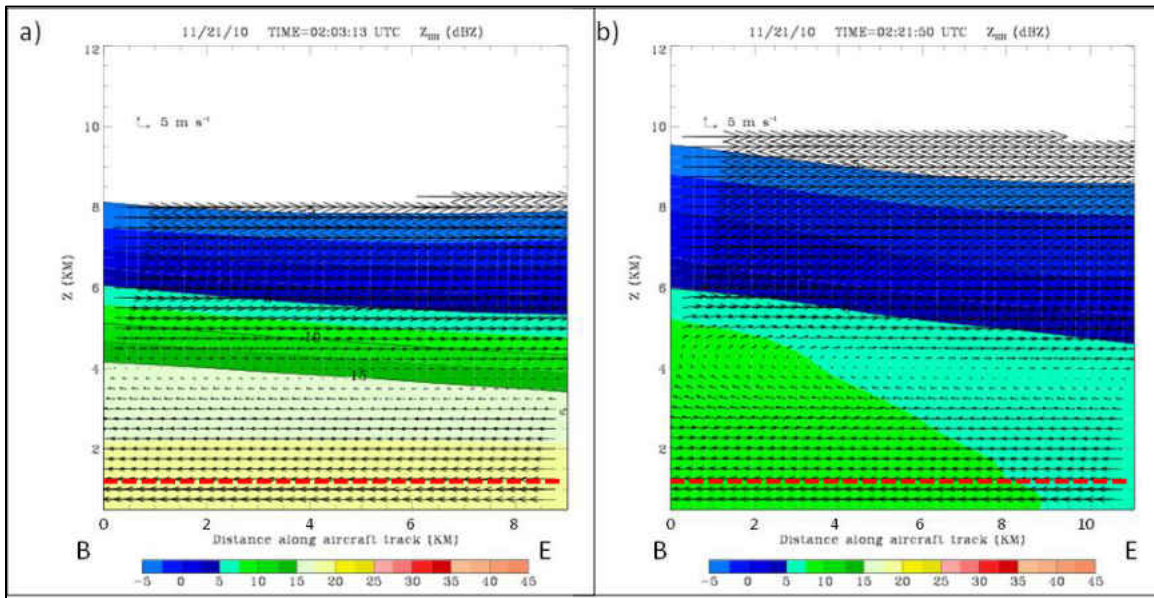 a) 11/21/10 TIME=02:03:13 UTC Z_HH (dBZ)
12
10
8
6
4
2
Z (KM)
5 m s⁻¹
5
10
15
0 2 4 6 8
Distance along aircraft track (KM)
B E
-5 0 5 10 15 20 25 30 35 40 45
b) 11/21/10 TIME=02:21:50 UTC Z_HH (dBZ)
12
10
8
6
4
2
Z (KM)
5 m s⁻¹
0 2 4 6 8 10
Distance along aircraft track (KM)
B E
-5 0 5 10 15 20 25 30 35 40 45